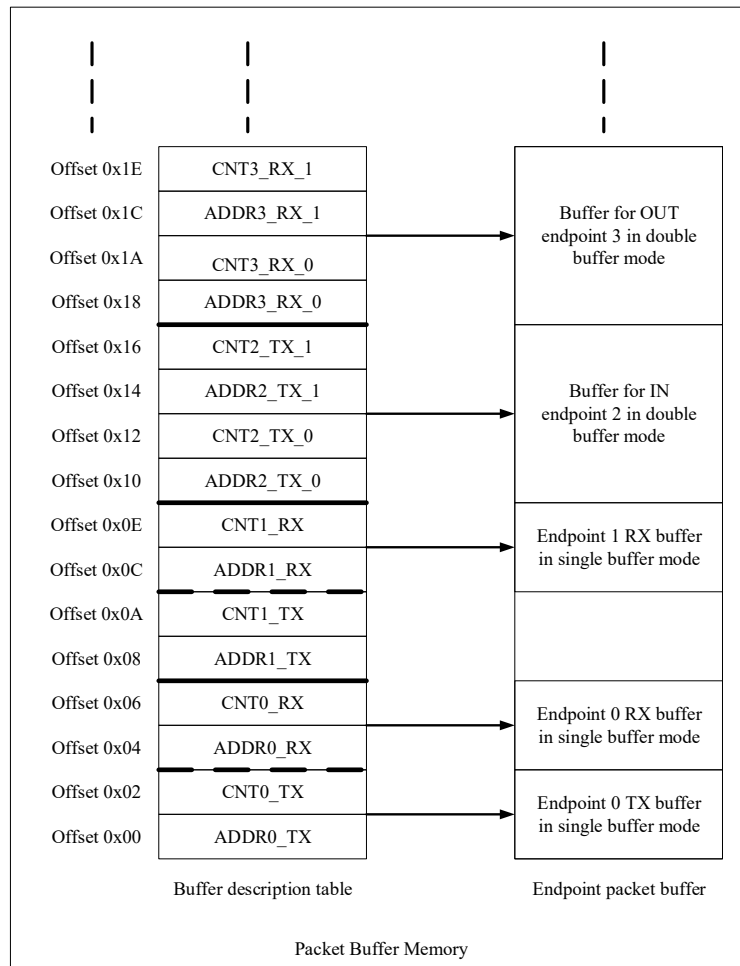 Offset 0x1E CNT3_RX_1
Offset 0x1C ADDR3_RX_1
Offset 0x1A CNT3_RX_0
Offset 0x18 ADDR3_RX_0
Buffer for OUT
endpoint 3 in double
buffer mode
Offset 0x16 CNT2_TX_1
Offset 0x14 ADDR2_TX_1
Offset 0x12 CNT2_TX_0
Offset 0x10 ADDR2_TX_0
Buffer for IN
endpoint 2 in double
buffer mode
Offset 0x0E CNT1_RX
Offset 0x0C ADDR1_RX
Endpoint 1 RX buffer
in single buffer mode
Offset 0x0A CNT1_TX
Offset 0x08 ADDR1_TX
Offset 0x06 CNT0_RX
Offset 0x04 ADDR0_RX
Endpoint 0 RX buffer
in single buffer mode
Offset 0x02 CNT0_TX
Offset 0x00 ADDR0_TX
Endpoint 0 TX buffer
in single buffer mode
Buffer description table
Endpoint packet buffer
Packet Buffer Memory